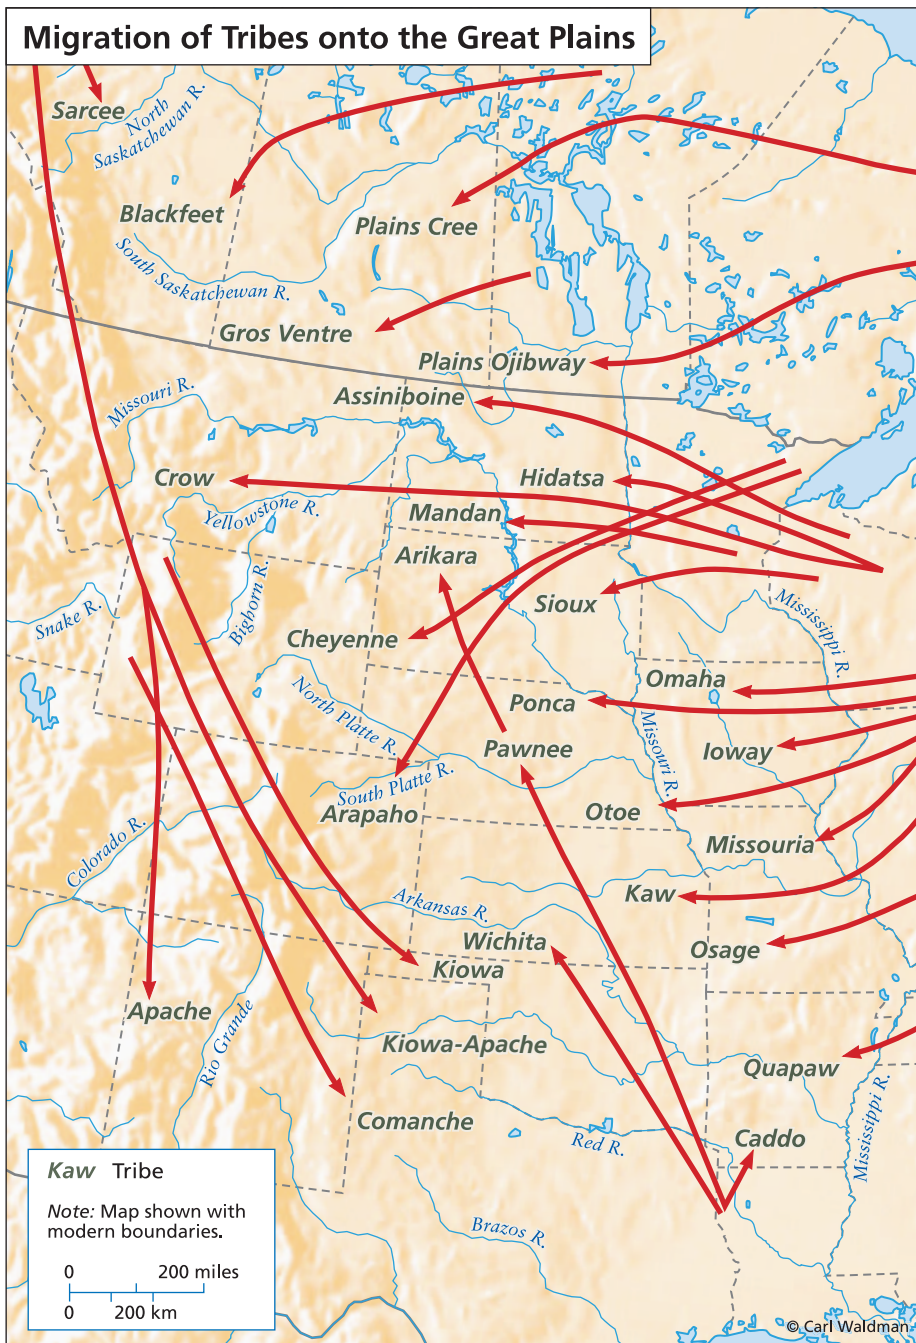 Migration of Tribes onto the Great Plains
Sarcee
North
Saskatchewan R.
Blackfeet
Plains Cree
South Saskatchewan R.
Gros Ventre
Plains Ojibway
Assiniboine
Missouri R.
Crow
Hidatsa
Yellowstone R.
Mandan
Arikara
Bighorn R.
Snake R.
Sioux
Mississippi R.
Cheyenne
Omaha
North Platte R.
Ponca
Missouri R.
Pawnee
Ioway
South Platte R.
Arapaho
Otoe
Missouria
Colorado R.
Kaw
Arkansas R.
Wichita
Osage
Kiowa
Apache
Rio Grande
Kiowa-Apache
Quapaw
Mississippi R.
Comanche
Red R.
Caddo
Brazos R.
Kaw Tribe
Note: Map shown with
modern boundaries.
0 200 miles
0 200 km
© Carl Waldman